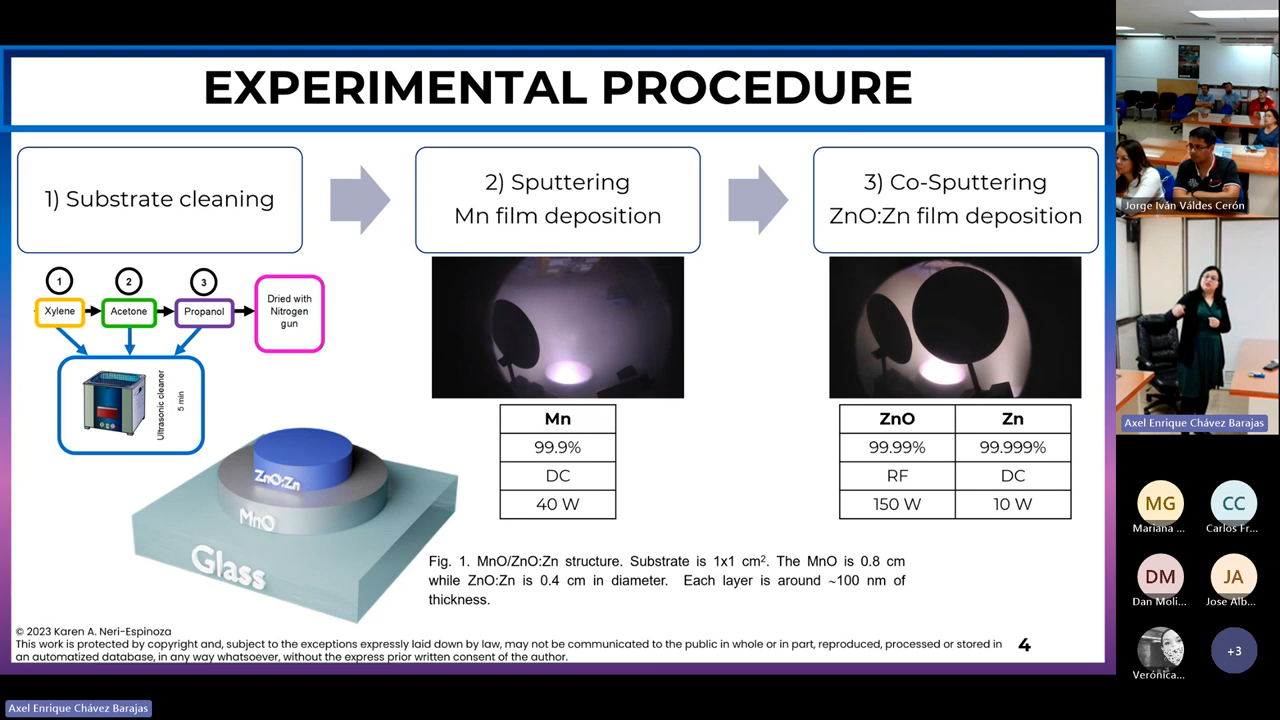 EXPERIMENTAL PROCEDURE
1) Substrate cleaning
2) Sputtering
Mn film deposition
3) Co-Sputtering
ZnO:Zn film deposition
1
2
3
Xylene
Acetone
Propanol
Dried with
Nitrogen
gun
Ultrasonic cleaner
5 min
ZnO:Zn
MnO
Glass
Mn
99.9%
DC
40 W
ZnO Zn
99.99% 99.999%
RF DC
150 W 10 W
Fig. 1. MnO/ZnO:Zn structure. Substrate is 1x1 cm². The MnO is 0.8 cm
while ZnO:Zn is 0.4 cm in diameter. Each layer is around ~100 nm of
thickness.
© 2023 Karen A. Neri-Espinoza
This work is protected by copyright and, subject to the exceptions expressly laid down by law, may not be communicated to the public in whole or in part, reproduced, processed or stored in
an automatized database, in any way whatsoever, without the express prior written consent of the author.
4
Jorge Iván Váldes Cerón
Axel Enrique Chávez Barajas
MG
Mariana ...
CC
Carlos Fr...
DM
Dan Moli...
JA
Jose Alb...
Verónica...
+3
Axel Enrique Chávez Barajas